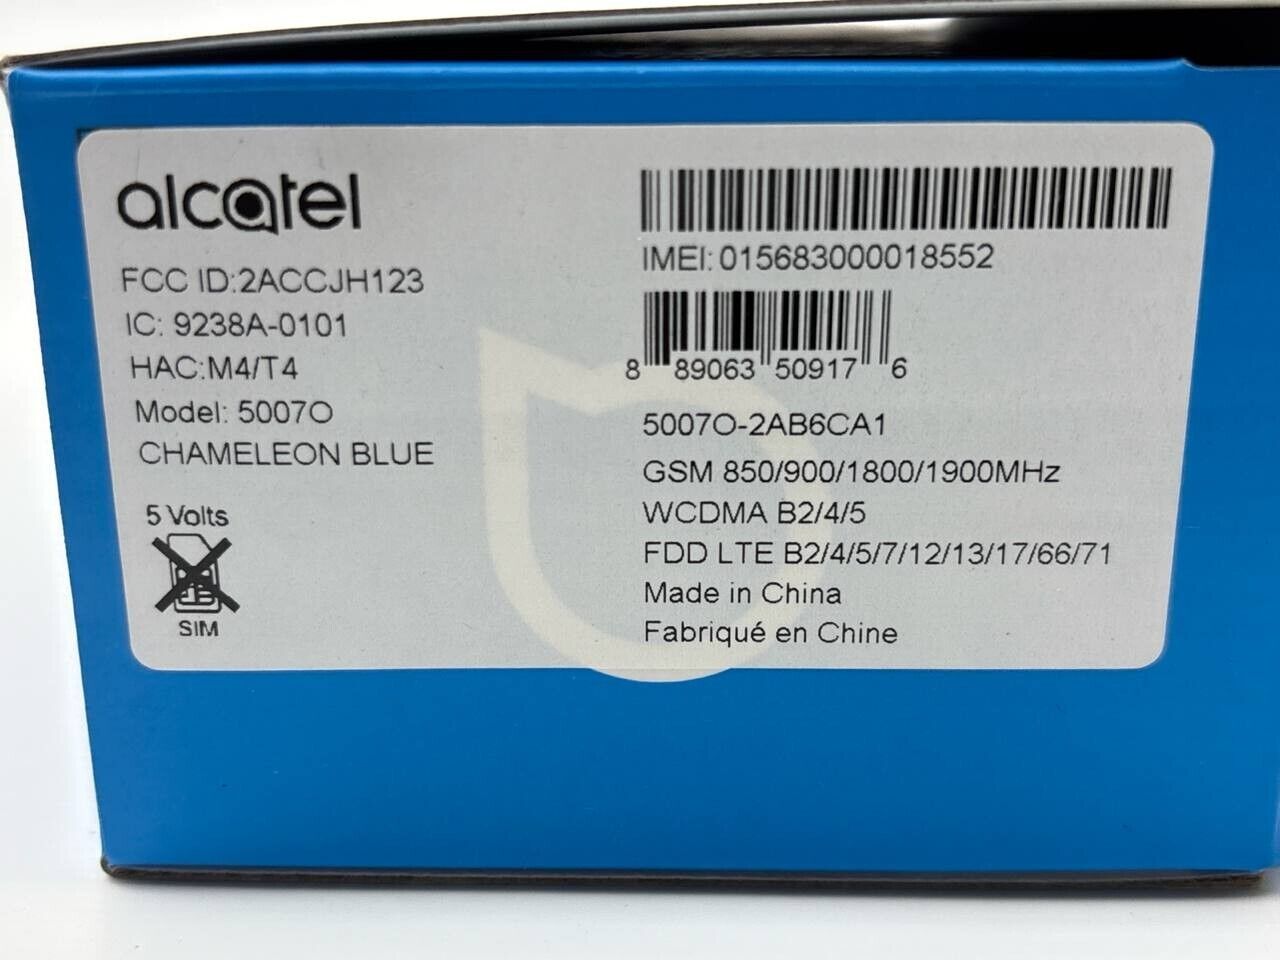 alcatel
FCC ID:2ACCJH123
IC: 9238A-0101
HAC:M4/T4
Model: 5007O
CHAMELEON BLUE
5 Volts
SIM
IMEI: 015683000018552
8 89063 50917 6
5007O-2AB6CA1
GSM 850/900/1800/1900MHz
WCDMA B2/4/5
FDD LTE B2/4/5/7/12/13/17/66/71
Made in China
Fabriqué en Chine